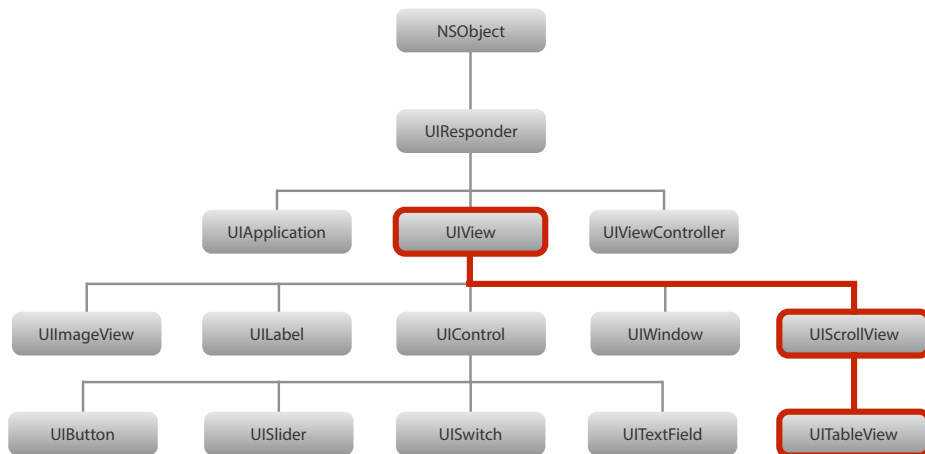 NSObject
UIResponder
UIApplication
UIView
UIViewController
UIImageView
UILabel
UIControl
UIWindow
UIScrollView
UIButton
UISlider
UISwitch
UITextField
UITableView